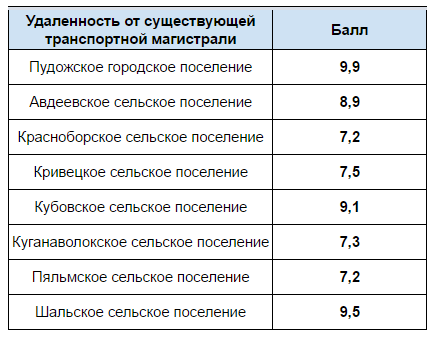 Удаленность от существующей
транспортной магистрали
Балл
Пудожское городское поселение 9,9
Авдеевское сельское поселение 8,9
Красноборское сельское поселение 7,2
Кривецкое сельское поселение 7,5
Кубовское сельское поселение 9,1
Куганаволокское сельское поселение 7,3
Пяльмское сельское поселение 7,2
Шальское сельское поселение 9,5